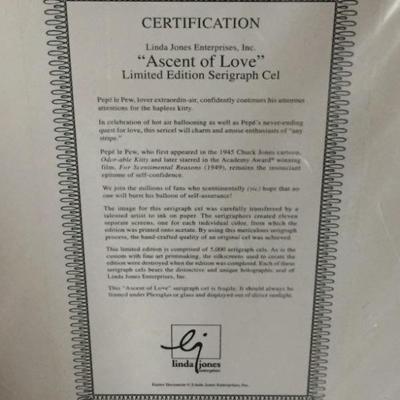 CERTIFICATION
Linda Jones Enterprises, Inc.
“Ascent of Love”
Limited Edition Serigraph Cel
Pepé le Pew, lover extraordin-air, confidently continues his amorous
attentions for the hapless kitty.
In celebration of hot air ballooning as well as Pepé's never-ending
quest for love, this sericel will charm and amuse enthusiasts of "any
stripe."
Pepé le Pew, who first appeared in the 1945 Chuck Jones cartoon,
Odor-able Kitty and later starred in the Academy Award® winning
film, For Scentimental Reasons (1949), remains the insouciant
epitome of self-confidence.
We join the millions of fans who scentimentally (sic) hope that no
one will burst his balloon of self-assurance!
The image for this serigraph cel was carefully transferred by a
talented artist to ink on paper. The serigraphers created eleven
separate screens, one for each individual color, from which the
edition was printed onto acetate. By using this meticulous serigraph
process, the hand-crafted quality of an original cel was achieved.
This limited edition is comprised of 5,000 serigraph cels. As is the
custom with fine art printmaking, the silkscreens used to create the
edition were destroyed when the edition was completed. Each of these
serigraph cels bears the distinctive and unique holographic seal of
Linda Jones Enterprises, Inc.
This "Ascent of Love" serigraph cel is fragile. It should always be
framed under Plexiglas or glass and displayed out of direct sunlight.
lj
linda jones
enterprises
Entire Document © Linda Jones Enterprises, Inc.